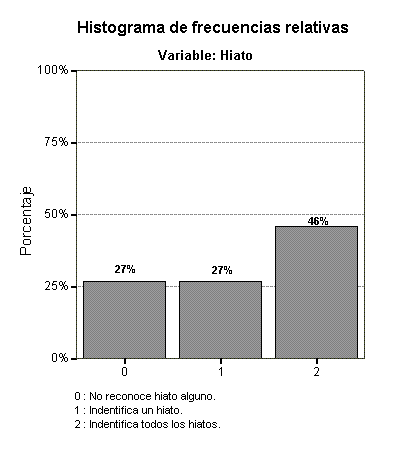 Histograma de frecuencias relativas
Variable: Hiato
100%
75%
50%
25%
0%
Porcentaje
27%
27%
46%
0
1
2
0 : No reconoce hiato alguno.
1 : Indentifica un hiato.
2 : Indentifica todos los hiatos.